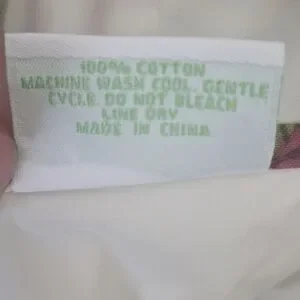 100% COTTON
MACHINE WASH COOL, GENTLE
CYCLE. DO NOT BLEACH
LINE DRY
MADE IN CHINA